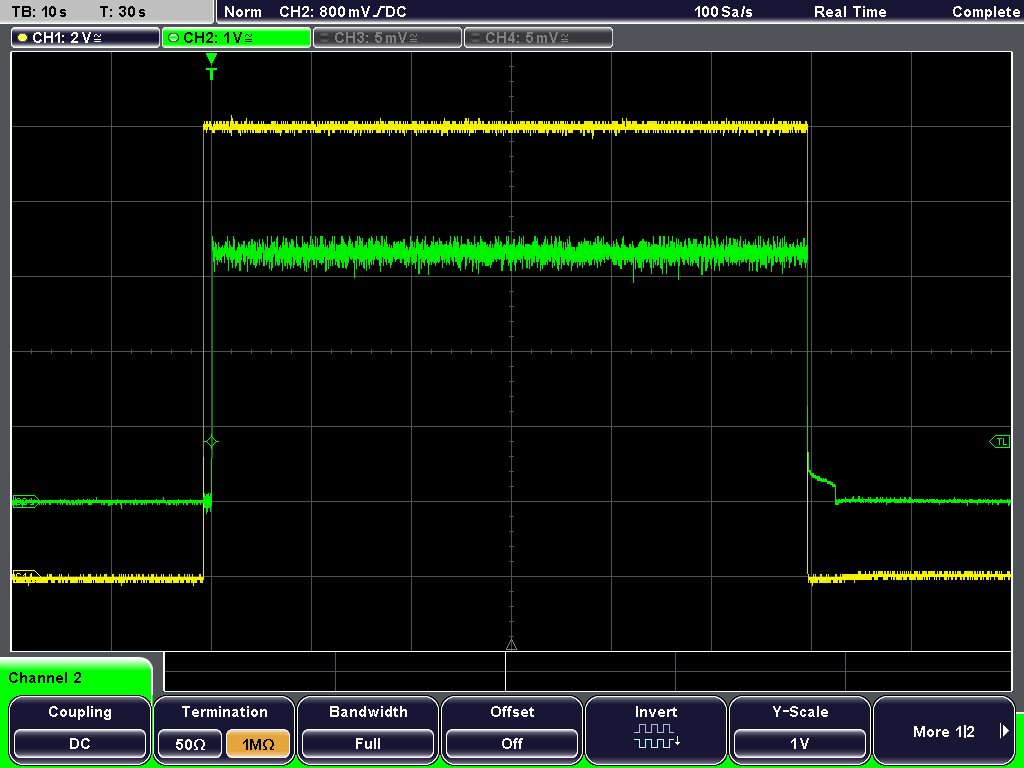 TB: 10 s T: 30 s Norm CH2: 800 mV DC 100 Sa/s Real Time Complete
CH1: 2 V CH2: 1 V CH3: 5 mV CH4: 5 mV
T
TL
Channel 2
Coupling Termination Bandwidth Offset Invert Y-Scale More 1|2
DC 50Ω 1MΩ Full Off 1 V